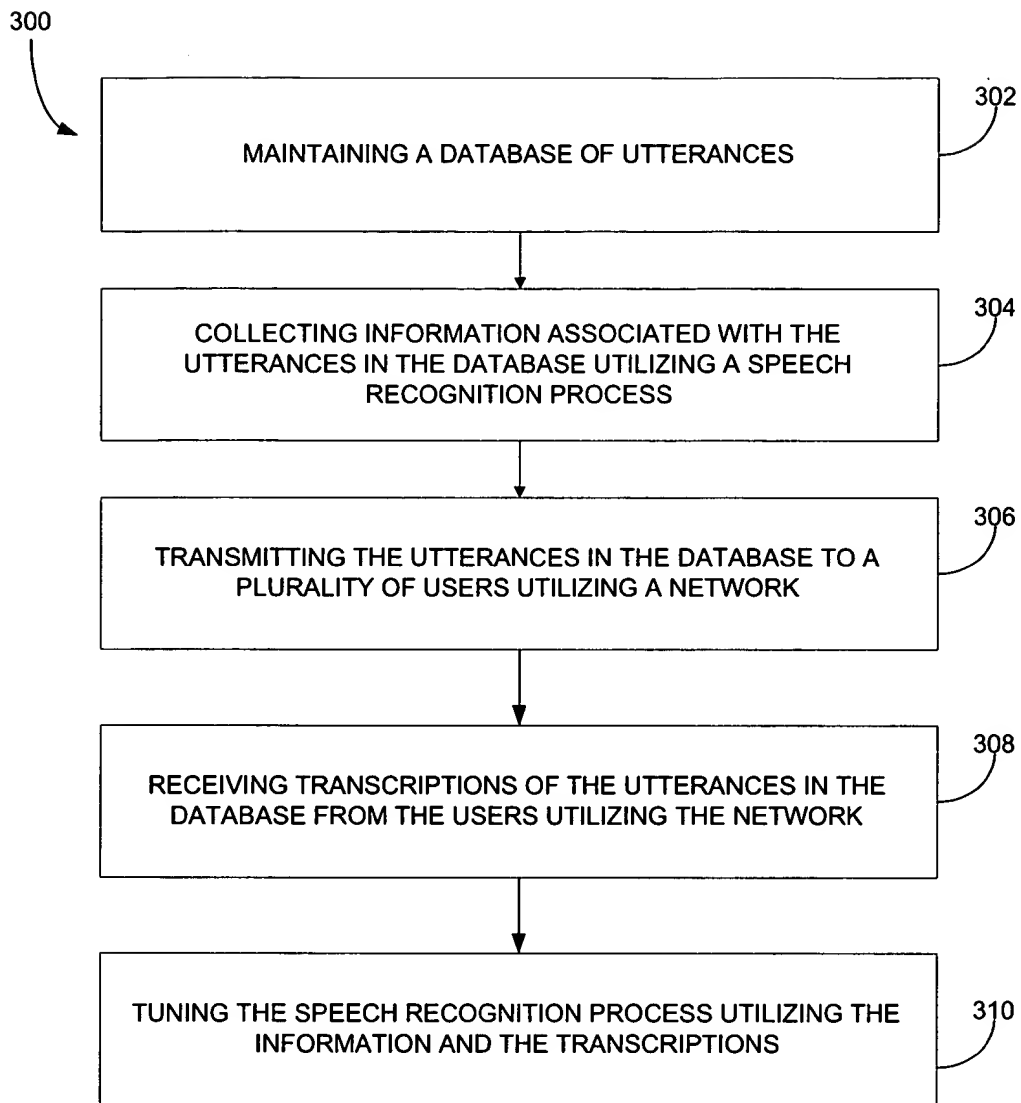 300
302
MAINTAINING A DATABASE OF UTTERANCES
304
COLLECTING INFORMATION ASSOCIATED WITH THE
UTTERANCES IN THE DATABASE UTILIZING A SPEECH
RECOGNITION PROCESS
306
TRANSMITTING THE UTTERANCES IN THE DATABASE TO A
PLURALITY OF USERS UTILIZING A NETWORK
308
RECEIVING TRANSCRIPTIONS OF THE UTTERANCES IN THE
DATABASE FROM THE USERS UTILIZING THE NETWORK
310
TUNING THE SPEECH RECOGNITION PROCESS UTILIZING THE
INFORMATION AND THE TRANSCRIPTIONS